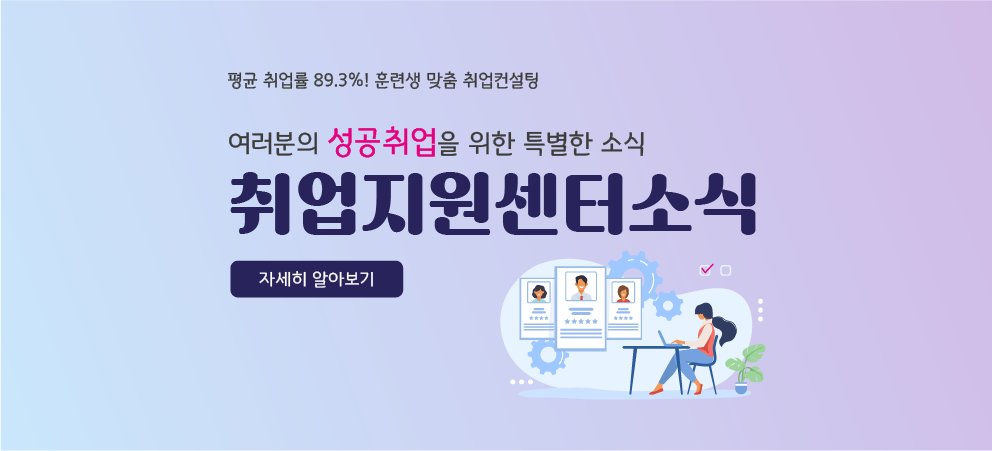 평균 취업률 89.3%! 훈련생 맞춤 취업컨설팅
여러분의 성공취업을 위한 특별한 소식
취업지원센터소식
자세히 알아보기